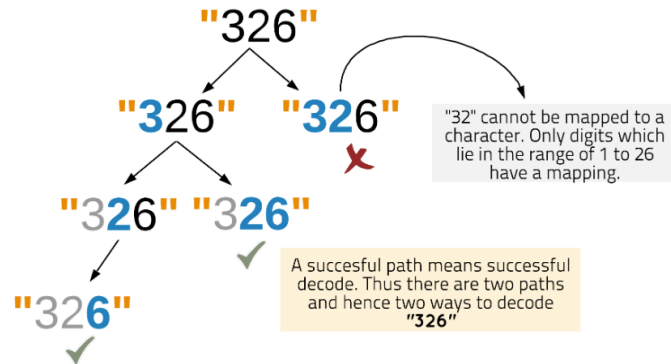 "326"
"326"
"326"
"32" cannot be mapped to a
character. Only digits which
lie in the range of 1 to 26
have a mapping.
"326"
"326"
A succesful path means successful
decode. Thus there are two paths
and hence two ways to decode
"326"
"326"